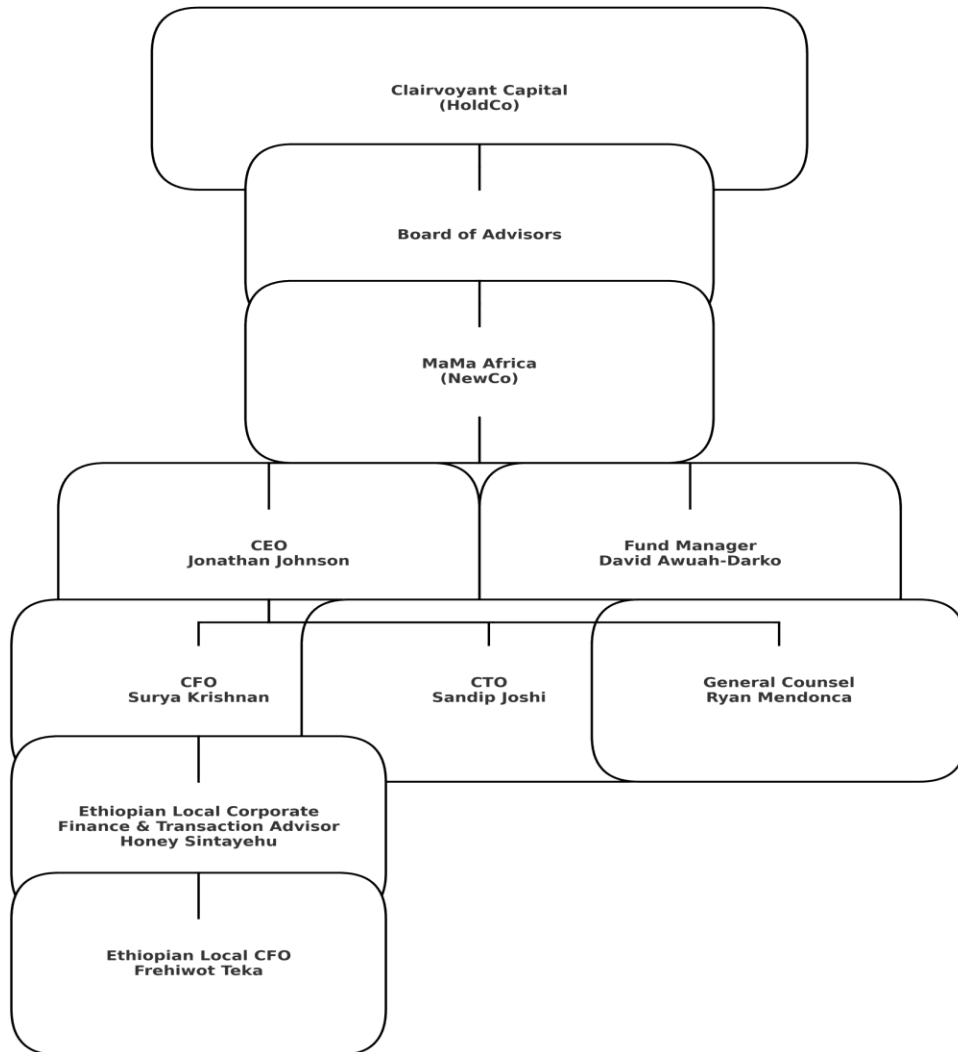 Clairvoyant Capital
(HoldCo)
Board of Advisors
MaMa Africa
(NewCo)
CEO
Jonathan Johnson
Fund Manager
David Awuah-Darko
CFO
Surya Krishnan
CTO
Sandip Joshi
General Counsel
Ryan Mendonca
Ethiopian Local Corporate
Finance & Transaction Advisor
Honey Sintayehu
Ethiopian Local CFO
Frehiwot Teka